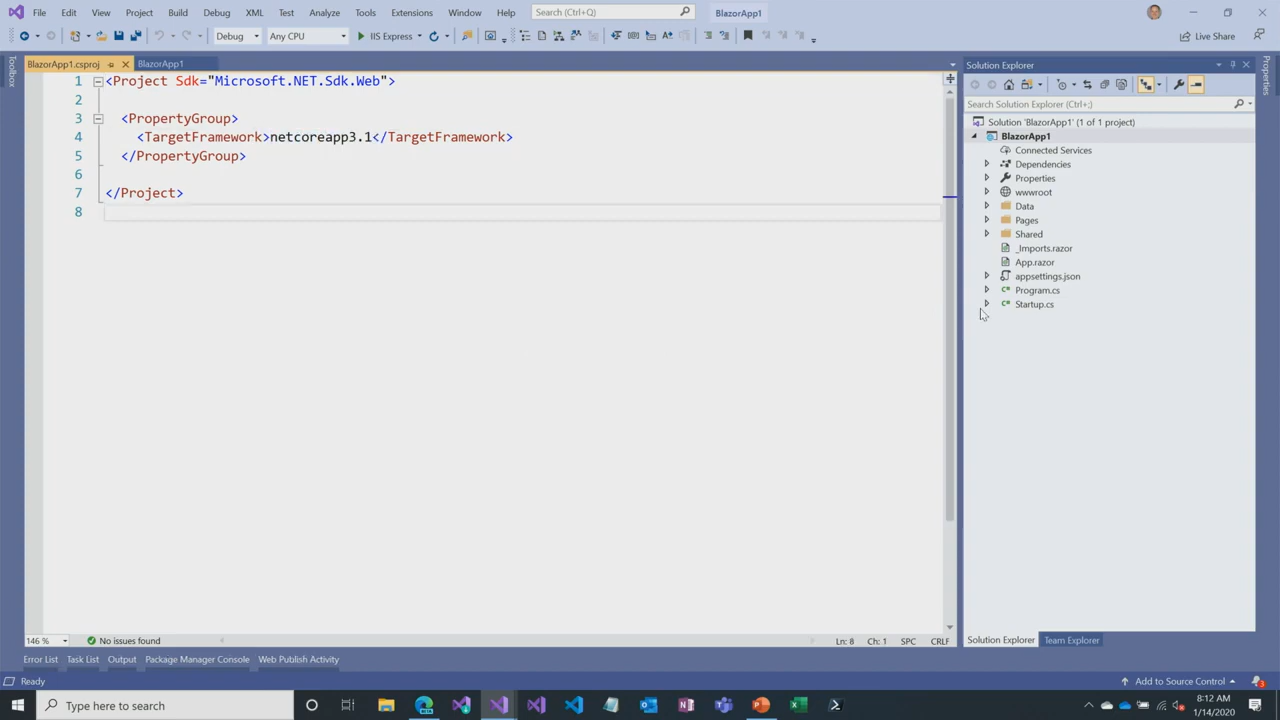 File Edit View Project Build Debug XML Test Analyze Tools Extensions Window Help Search (Ctrl+Q) BlazorApp1
Debug Any CPU IIS Express Live Share
Toolbox
BlazorApp1.csproj BlazorApp1
1 <Project Sdk="Microsoft.NET.Sdk.Web">
2
3 <PropertyGroup>
4 <TargetFramework>netcoreapp3.1</TargetFramework>
5 </PropertyGroup>
6
7 </Project>
8
146 % No issues found Ln: 8 Ch: 1 SPC CRLF
Solution Explorer
Search Solution Explorer (Ctrl+;)
Solution 'BlazorApp1' (1 of 1 project)
BlazorApp1
Connected Services
Dependencies
Properties
wwwroot
Data
Pages
Shared
_Imports.razor
App.razor
appsettings.json
C# Program.cs
C# Startup.cs
Solution Explorer Team Explorer
Properties
Error List Task List Output Package Manager Console Web Publish Activity
Ready Add to Source Control 3
Type here to search
8:12 AM
1/14/2020